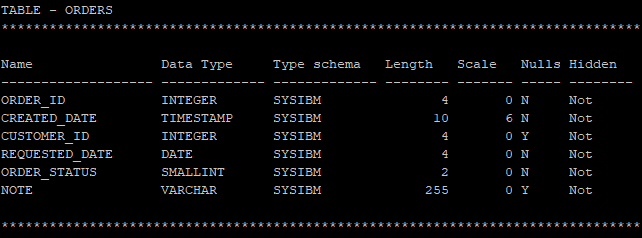 TABLE - ORDERS
********************************************************************************
Name                Data Type     Type schema   Length   Scale   Nulls Hidden
------------------- ------------- ------------- -------- ------- ----- --------
ORDER_ID            INTEGER       SYSIBM               4       0 N     Not
CREATED_DATE        TIMESTAMP     SYSIBM              10       6 N     Not
CUSTOMER_ID         INTEGER       SYSIBM               4       0 Y     Not
REQUESTED_DATE      DATE          SYSIBM               4       0 N     Not
ORDER_STATUS        SMALLINT      SYSIBM               2       0 N     Not
NOTE                VARCHAR       SYSIBM             255       0 Y     Not
********************************************************************************